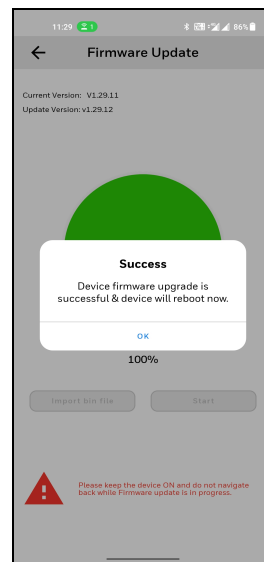 11:29 2 1 86%
Firmware Update
Current Version: V1.29.11
Update Version: v1.29.12
Success
Device firmware upgrade is
successful & device will reboot now.
OK
100%
Import bin file Start
Please keep the device ON and do not navigate
back while Firmware update is in progress.